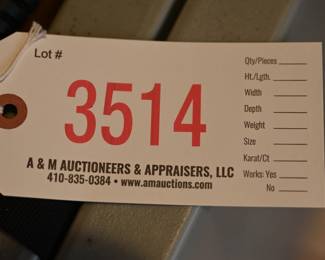 Lot #
3514
A & M AUCTIONEERS & APPRAISERS, LLC
410-835-0384 • www.amauctions.com
Qty/Pieces
Ht./Lgth.
Width
Depth
Weight
Size
Karat/Ct
Works: Yes
No